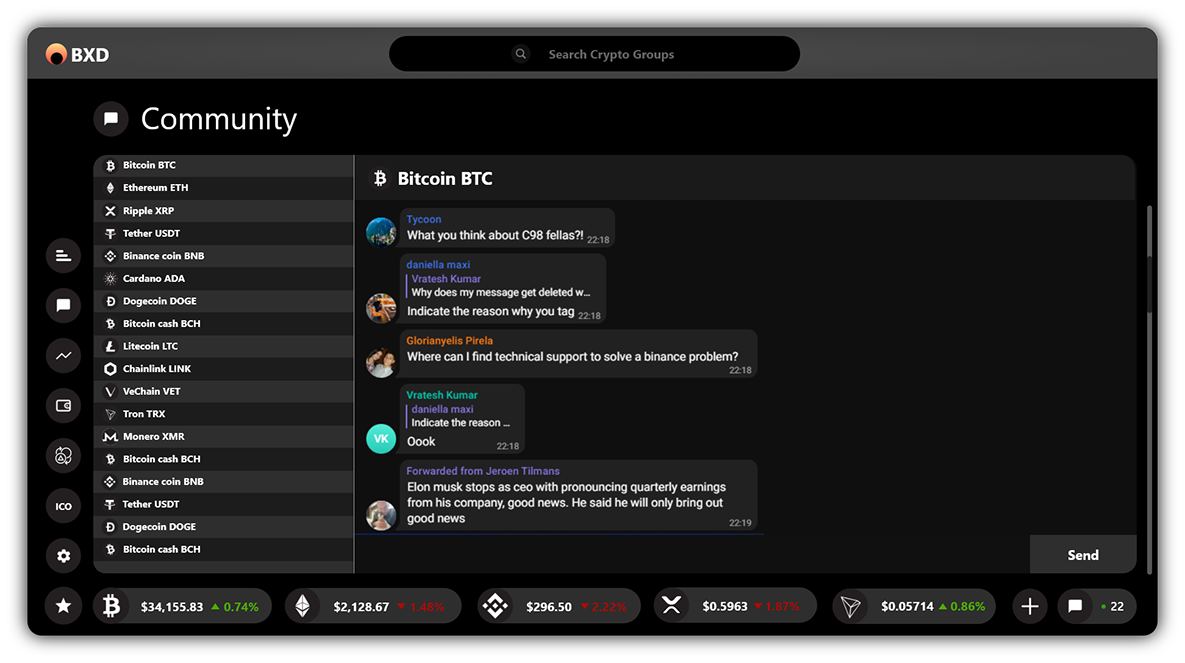 BXD
Search Crypto Groups
Community
Bitcoin BTC
Ethereum ETH
Ripple XRP
Tether USDT
Binance coin BNB
Cardano ADA
Dogecoin DOGE
Bitcoin cash BCH
Litecoin LTC
Chainlink LINK
VeChain VET
Tron TRX
Monero XMR
Bitcoin cash BCH
Binance coin BNB
Tether USDT
Dogecoin DOGE
Bitcoin cash BCH
ICO
Bitcoin BTC
Tycoon
What you think about C98 fellas?! 22:18
daniella maxi
Vratesh Kumar
Why does my message get deleted w...
Indicate the reason why you tag 22:18
Glorianyelis Pirela
Where can I find technical support to solve a binance problem?
22:18
Vratesh Kumar
daniella maxi
Indicate the reason ...
VK
Oook 22:18
Forwarded from Jeroen Tilmans
Elon musk stops as ceo with pronouncing quarterly earnings
from his company, good news. He said he will only bring out
good news
22:19
Send
$34,155.83 0.74%
$2,128.67 1.48%
$296.50 2.22%
$0.5963 1.87%
$0.05714 0.86%
22